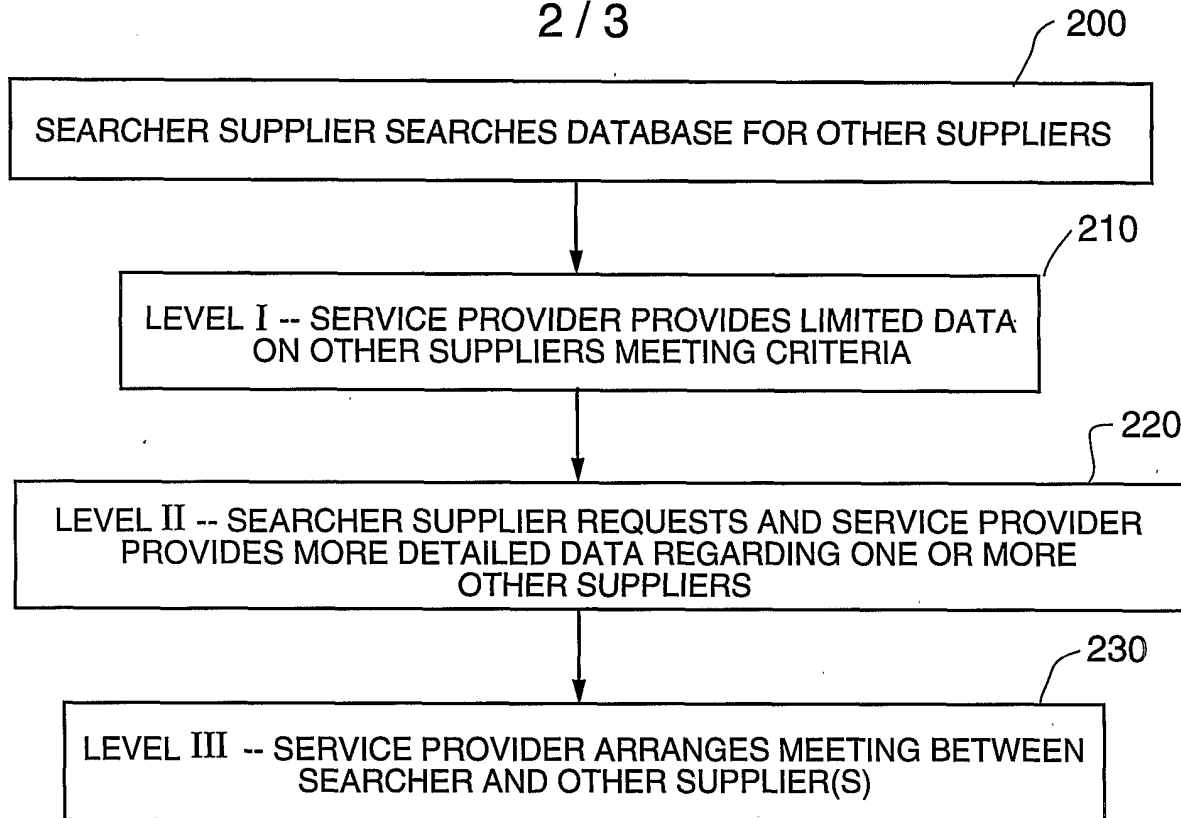 2 / 3
200
SEARCHER SUPPLIER SEARCHES DATABASE FOR OTHER SUPPLIERS
210
LEVEL I -- SERVICE PROVIDER PROVIDES LIMITED DATA
ON OTHER SUPPLIERS MEETING CRITERIA
220
LEVEL II -- SEARCHER SUPPLIER REQUESTS AND SERVICE PROVIDER
PROVIDES MORE DETAILED DATA REGARDING ONE OR MORE
OTHER SUPPLIERS
230
LEVEL III -- SERVICE PROVIDER ARRANGES MEETING BETWEEN
SEARCHER AND OTHER SUPPLIER(S)